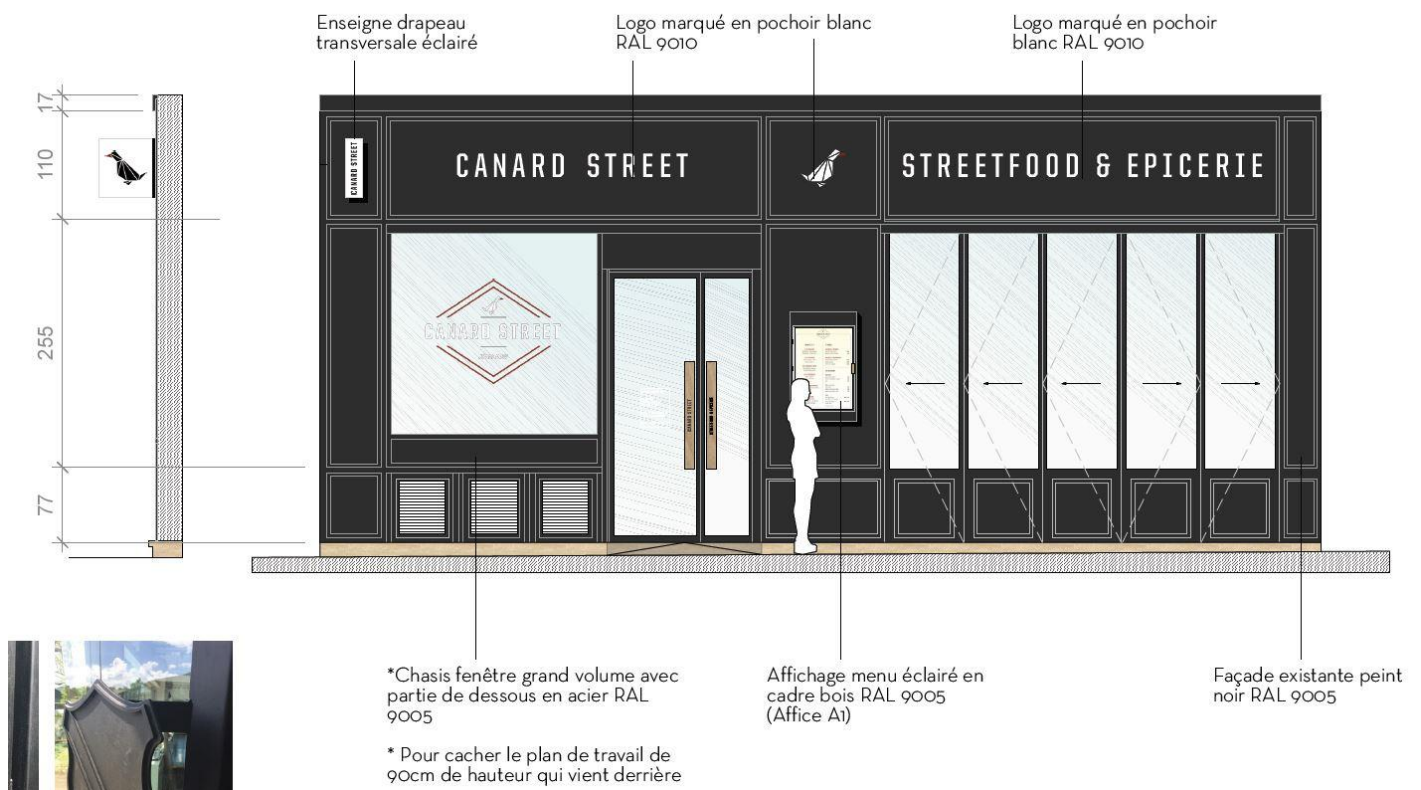 Enseigne drapeau
transversale éclairé
Logo marqué en pochoir blanc
RAL 9010
Logo marqué en pochoir
blanc RAL 9010
17
110
255
77
CANARD STREET
CANARD STREET
STREETFOOD & EPICERIE
CANARD STREET
CANARD STREET
*Chasis fenêtre grand volume avec
partie de dessous en acier RAL
9005
* Pour cacher le plan de travail de
90cm de hauteur qui vient derrière
Affichage menu éclairé en
cadre bois RAL 9005
(Affice A1)
Façade existante peint
noir RAL 9005